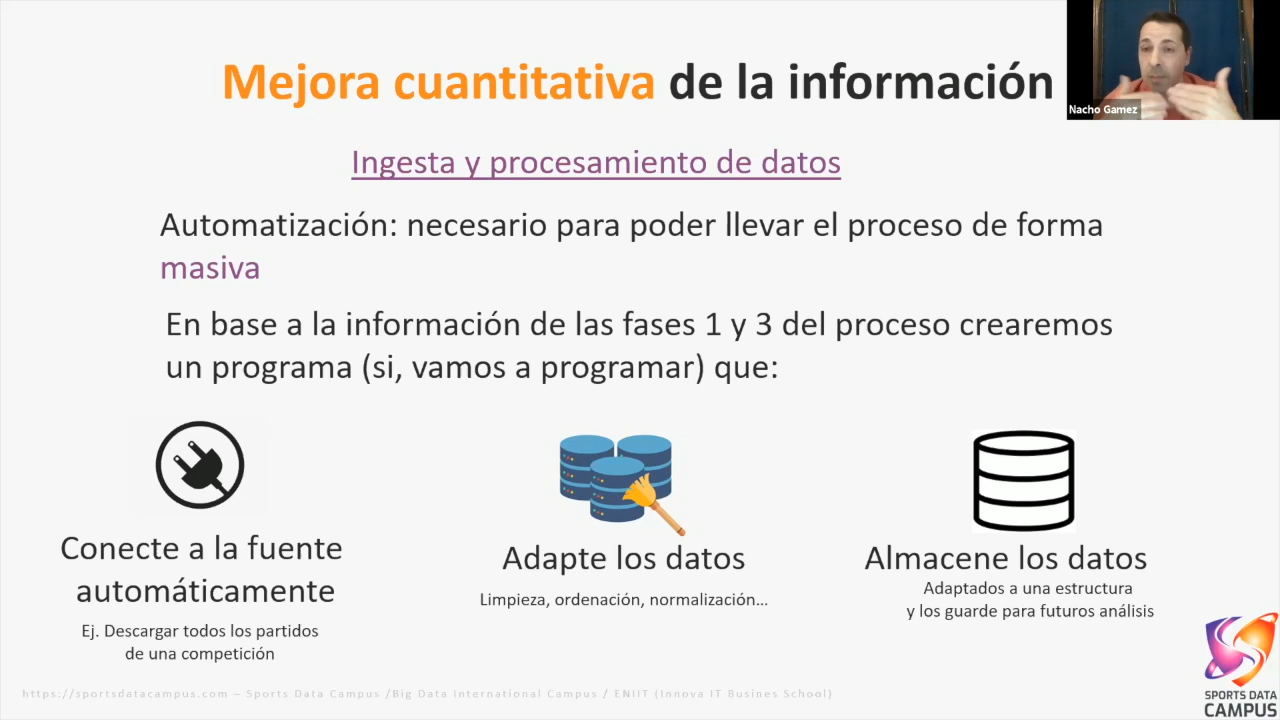 Mejora cuantitativa de la información
Nacho Gamez
Ingesta y procesamiento de datos
Automatización: necesario para poder llevar el proceso de forma
masiva
En base a la información de las fases 1 y 3 del proceso crearemos
un programa (si, vamos a programar) que:
Conecte a la fuente
automáticamente
Ej. Descargar todos los partidos
de una competición
Adapte los datos
Limpieza, ordenación, normalización...
Almacene los datos
Adaptados a una estructura
y los guarde para futuros análisis
https://sportsdatacampus.com – Sports Data Campus /Big Data International Campus / ENIIT (Innova IT Busines School)
SPORTS DATA
CAMPUS